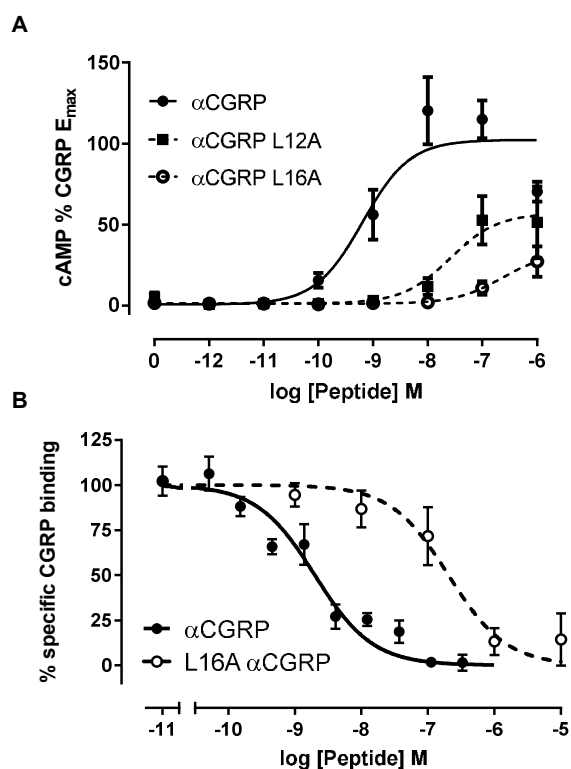 A
150
100
50
0
cAMP % CGRP Emax
αCGRP
αCGRP L12A
αCGRP L16A
0 -12 -11 -10 -9 -8 -7 -6
log [Peptide] M
B
125
100
75
50
25
0
% specific CGRP binding
αCGRP
L16A αCGRP
-11 -10 -9 -8 -7 -6 -5
log [Peptide] M